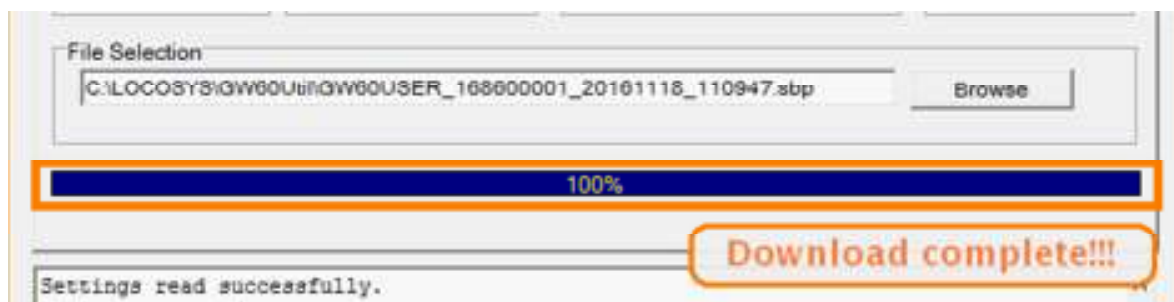 File Selection
C:\LOCOSYS\GW60Util\GW60USER_168600001_20161118_110947.sbp
Browse
100%
Download complete!!!
Settings read successfully.